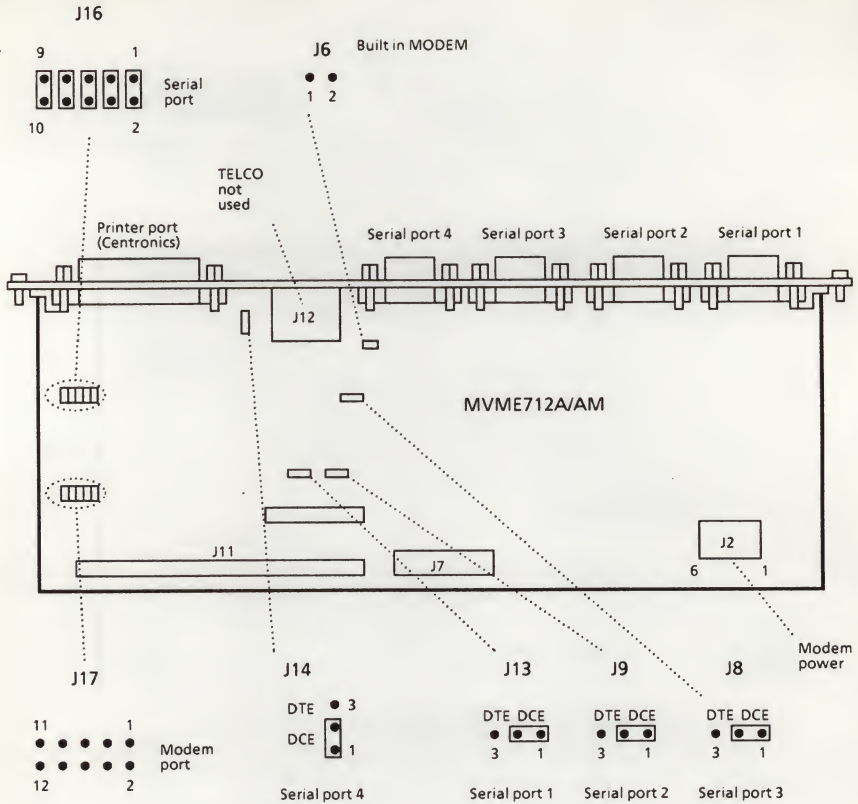 J16
9 1
Serial
port
10 2
J6
Built in MODEM
1 2
TELCO
not
used
Printer port
(Centronics)
Serial port 4
Serial port 3
Serial port 2
Serial port 1
J12
MVME712A/AM
J11
J7
J2
6 1
Modem
power
J17
11 1
Modem
port
12 2
J14
DTE 3
DCE
1
Serial port 4
J13
DTE DCE
3 1
Serial port 1
J9
DTE DCE
3 1
Serial port 2
J8
DTE DCE
3 1
Serial port 3